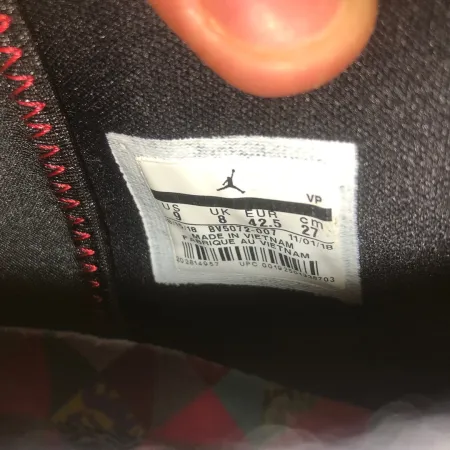 VP
US UK EUR cm
9 8 42.5 27
BV5072-007 11/01/18
MADE IN VIETNAM
FABRIQUE AU VIETNAM
UPC